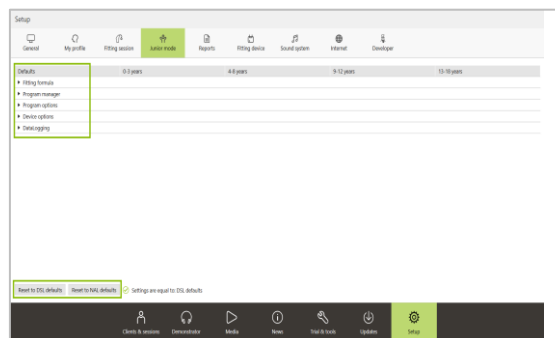 Setup
General My profile Fitting session Junior mode Reports Fitting device Sound system Internet Developer
Defaults 0-3 years 4-8 years 9-12 years 13-18 years
Fitting formula
Program manager
Program options
Device options
DataLogging
Reset to DSL defaults Reset to NAL defaults Settings are equal to DSL defaults
Clients & sessions Demonstrator Media News Trial & tools Updates Setup